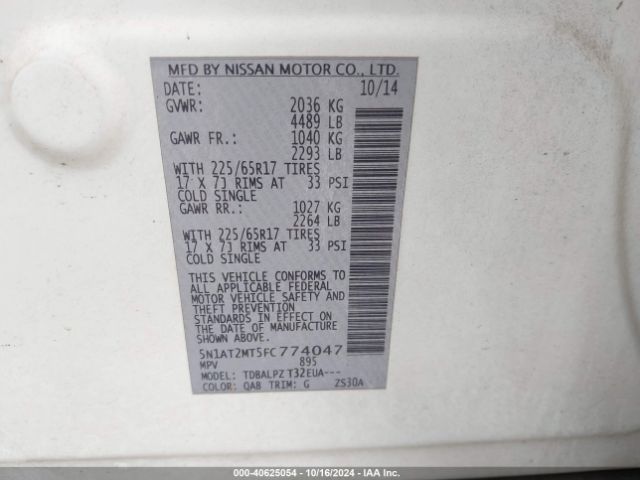 MFD BY NISSAN MOTOR CO., LTD.
DATE: 10/14
GVWR: 2036 KG
4489 LB
GAWR FR.: 1040 KG
2293 LB
WITH 225/65R17 TIRES
17 X 7J RIMS AT 33 PSI
COLD SINGLE
GAWR RR.: 1027 KG
2264 LB
WITH 225/65R17 TIRES
17 X 7J RIMS AT 33 PSI
COLD SINGLE
THIS VEHICLE CONFORMS TO
ALL APPLICABLE FEDERAL
MOTOR VEHICLE SAFETY AND
THEFT PREVENTION
STANDARDS IN EFFECT ON
THE DATE OF MANUFACTURE
SHOWN ABOVE.
5N1AT2MT5FC774047
MPV 895
MODEL: TDBALPZ T32EUA---
COLOR: QAB TRIM: G ZS30A
000-40625054 - 10/16/2024 - IAA Inc.